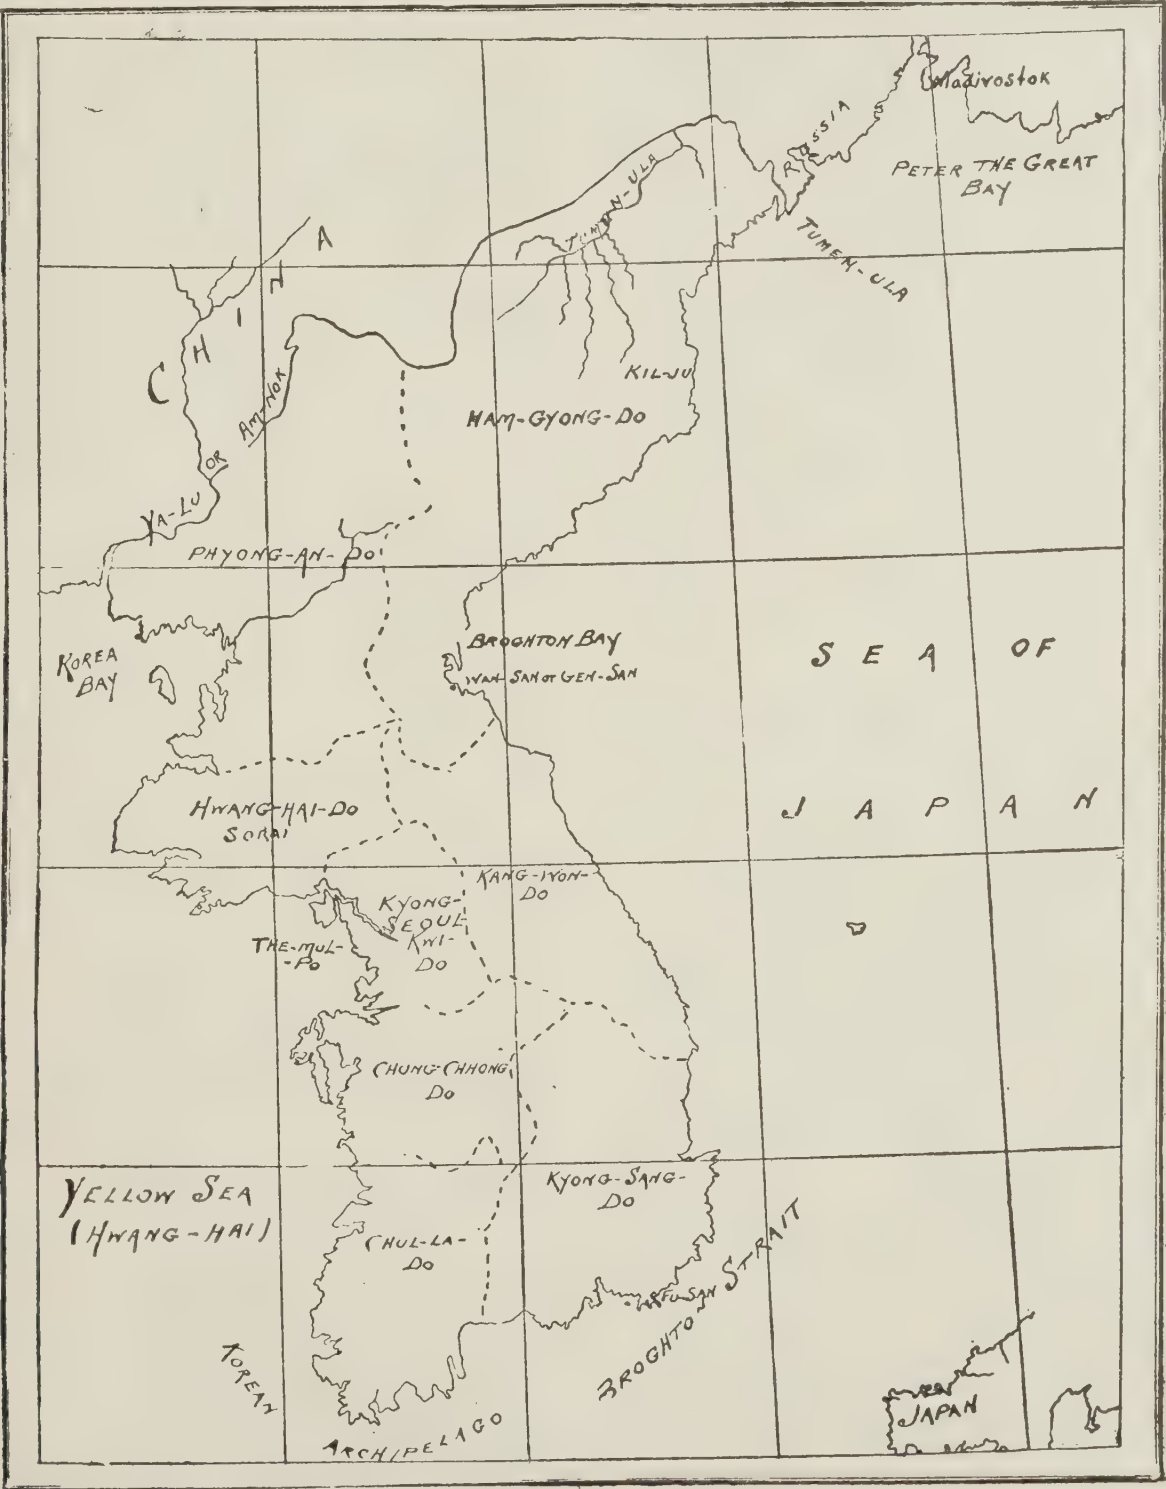 Vladivostok
RUSSIA
PETER THE GREAT
BAY
TUMEN-ULA
TUMEN-ULA
CHINA
KIL-JU
HAM-GYONG-DO
YA-LU OR AM-NOK
PHYONG-AN-DO
KOREA
BAY
BROGHTON BAY
WAN-SAN or GEN-SAN
SEA OF
JAPAN
HWANG-HAI-DO
SORAI
KANG-WON-
DO
KYONG-
SEOUL
KWI-
DO
THE-MUL-
-PO
CHUNG-CHHONG
DO
YELLOW SEA
(HWANG-HAI)
KYONG-SANG-
DO
CHUL-LA-
DO
FU-SAN
BROGHTON STRAIT
KOREAN
ARCHIPELAGO
JAPAN